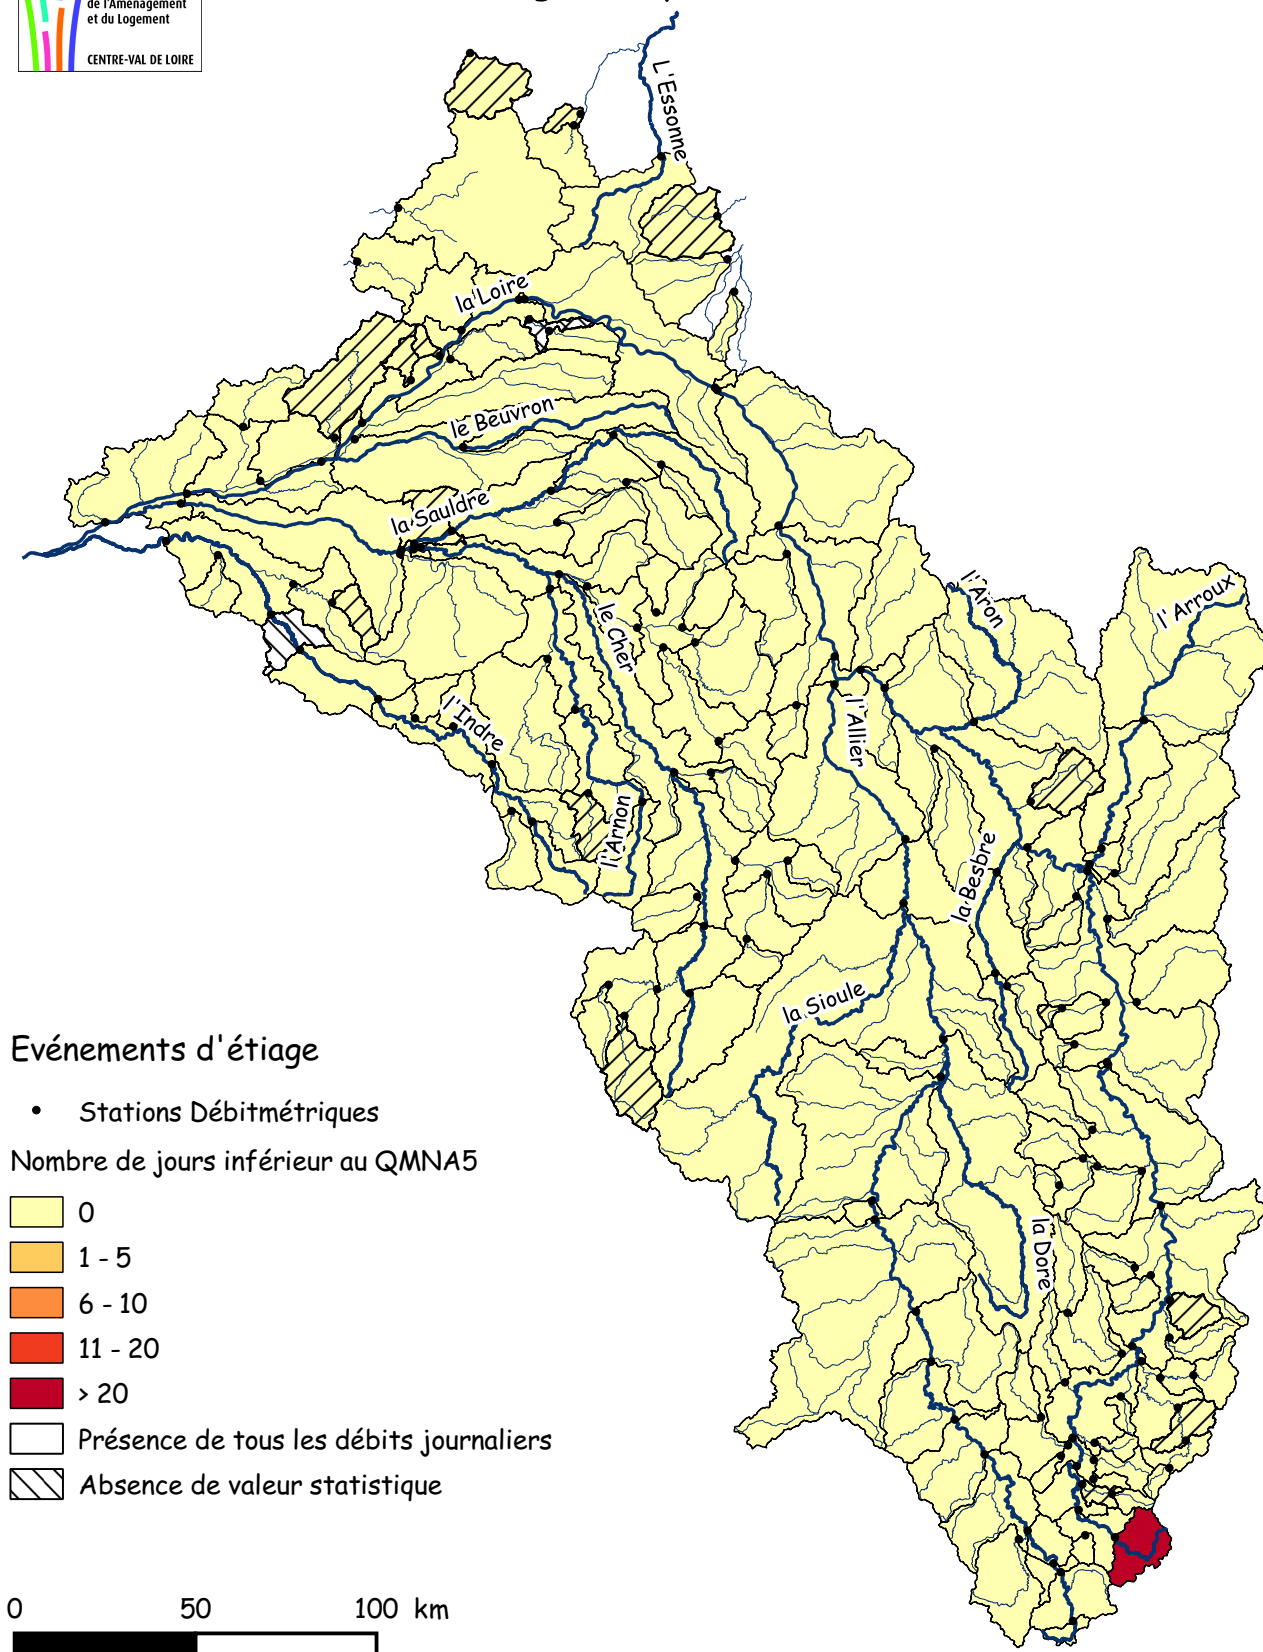 de l'Aménagement
et du Logement
CENTRE-VAL DE LOIRE
L'Essonne
la Loire
le Beuvron
la Sauldre
le Cher
l'Indre
l'Arnon
l'Allier
l'Aron
l' Arroux
la Besbre
la Sioule
la Dore
Evénements d'étiage
Stations Débitmétriques
Nombre de jours inférieur au QMNA5
0
1 - 5
6 - 10
11 - 20
> 20
Présence de tous les débits journaliers
Absence de valeur statistique
0 50 100 km